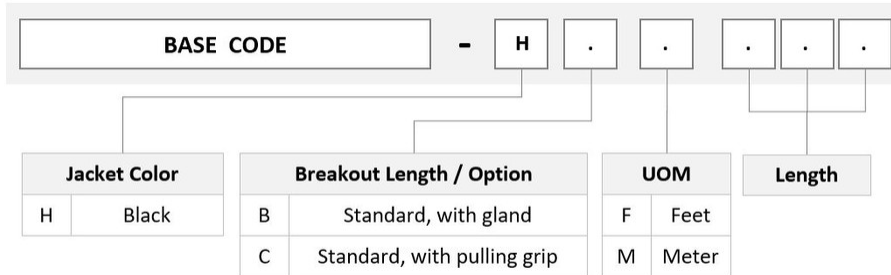 BASE CODE - H . . . . .
Jacket Color Breakout Length / Option UOM Length
H Black B Standard, with gland F Feet
C Standard, with pulling grip M Meter